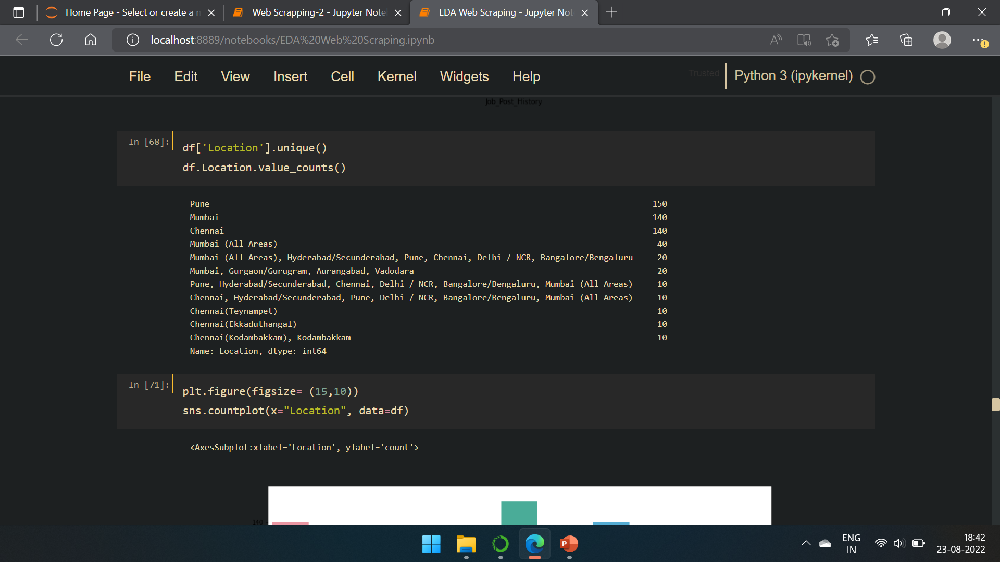 Home Page - Select or create a n
Web Scrapping-2 - Jupyter Note
EDA Web Scraping - Jupyter Not
localhost:8889/notebooks/EDA%20Web%20Scraping.ipynb
File Edit View Insert Cell Kernel Widgets Help
Trusted
Python 3 (ipykernel)
Job_Post_History
In [68]:
df['Location'].unique()
df.Location.value_counts()
Pune 150
Mumbai 140
Chennai 140
Mumbai (All Areas) 40
Mumbai (All Areas), Hyderabad/Secunderabad, Pune, Chennai, Delhi / NCR, Bangalore/Bengaluru 20
Mumbai, Gurgaon/Gurugram, Aurangabad, Vadodara 20
Pune, Hyderabad/Secunderabad, Chennai, Delhi / NCR, Bangalore/Bengaluru, Mumbai (All Areas) 10
Chennai, Hyderabad/Secunderabad, Pune, Delhi / NCR, Bangalore/Bengaluru, Mumbai (All Areas) 10
Chennai(Teynampet) 10
Chennai(Ekkaduthangal) 10
Chennai(Kodambakkam), Kodambakkam 10
Name: Location, dtype: int64
In [71]:
plt.figure(figsize= (15,10))
sns.countplot(x="Location", data=df)
<AxesSubplot:xlabel='Location', ylabel='count'>
140
ENG
IN
18:42
23-08-2022